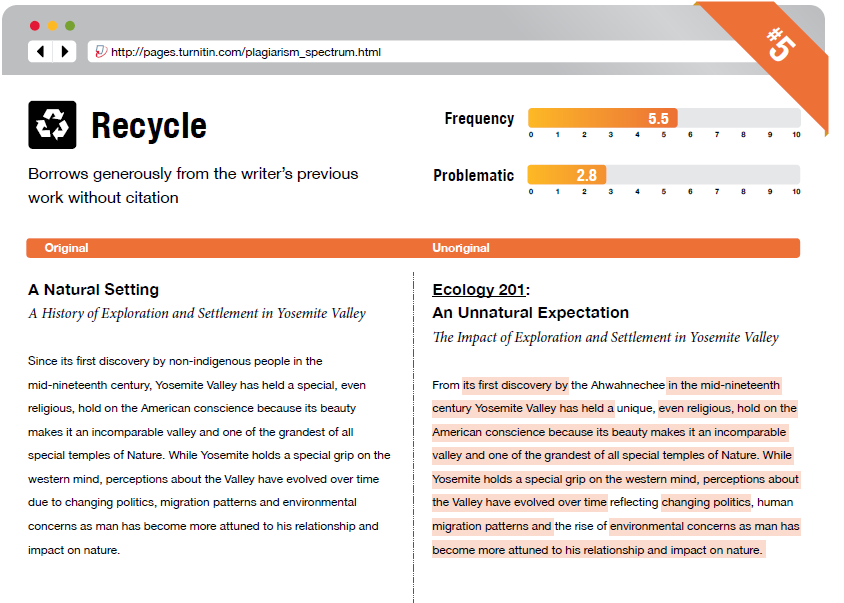 http://pages.turnitin.com/plagiarism_spectrum.html
#5
Recycle
Borrows generously from the writer's previous
work without citation
Frequency
5.5
0 1 2 3 4 5 6 7 8 9 10
Problematic
2.8
0 1 2 3 4 5 6 7 8 9 10
Original
Unoriginal
A Natural Setting
A History of Exploration and Settlement in Yosemite Valley
Since its first discovery by non-indigenous people in the
mid-nineteenth century, Yosemite Valley has held a special, even
religious, hold on the American conscience because its beauty
makes it an incomparable valley and one of the grandest of all
special temples of Nature. While Yosemite holds a special grip on the
western mind, perceptions about the Valley have evolved over time
due to changing politics, migration patterns and environmental
concerns as man has become more attuned to his relationship and
impact on nature.
Ecology 201:
An Unnatural Expectation
The Impact of Exploration and Settlement in Yosemite Valley
From its first discovery by the Ahwahnechee in the mid-nineteenth
century Yosemite Valley has held a unique, even religious, hold on the
American conscience because its beauty makes it an incomparable
valley and one of the grandest of all special temples of Nature. While
Yosemite holds a special grip on the western mind, perceptions about
the Valley have evolved over time reflecting changing politics, human
migration patterns and the rise of environmental concerns as man has
become more attuned to his relationship and impact on nature.